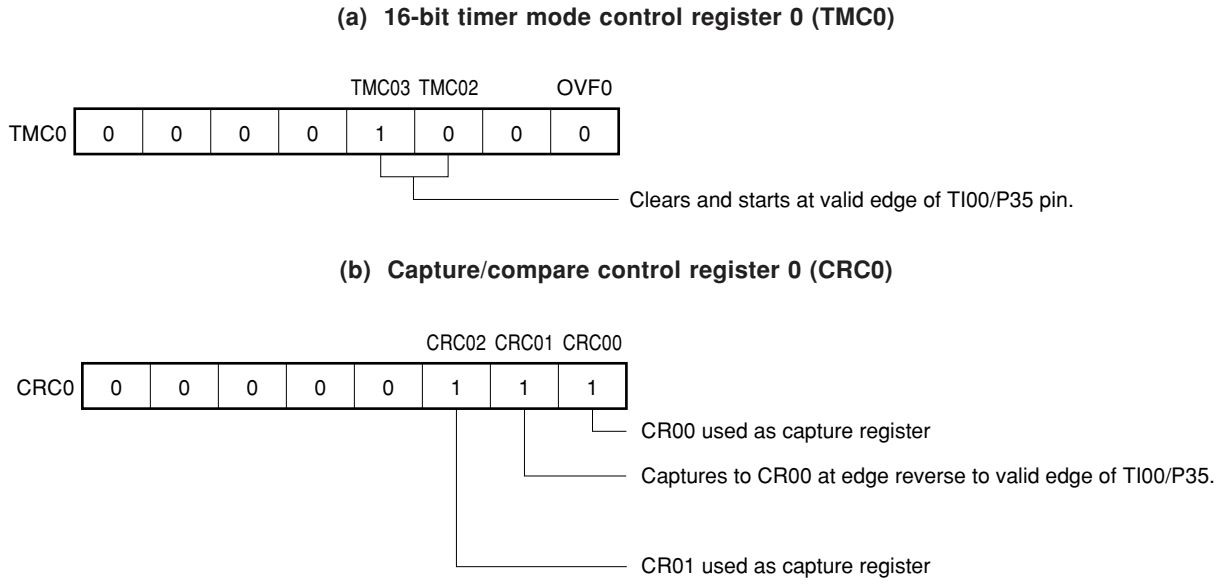 (a) 16-bit timer mode control register 0 (TMC0)
TMC03 TMC02 OVF0
TMC0 0 0 0 0 1 0 0 0
Clears and starts at valid edge of TI00/P35 pin.
(b) Capture/compare control register 0 (CRC0)
CRC02 CRC01 CRC00
CRC0 0 0 0 0 0 1 1 1
CR00 used as capture register
Captures to CR00 at edge reverse to valid edge of TI00/P35.
CR01 used as capture register